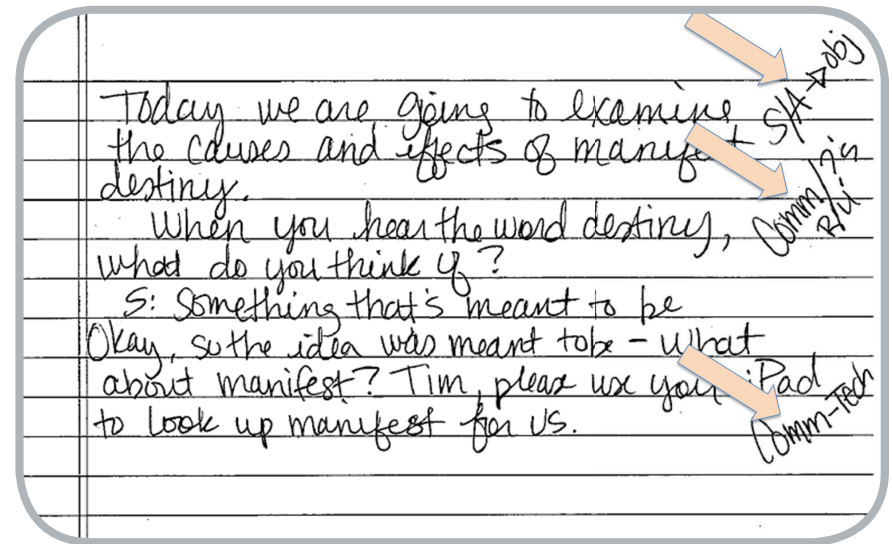 Today we are going to examine
the causes and effects of manifest
destiny.
When you hear the word destiny,
what do you think of?
S: Something that's meant to be
Okay, so the idea was meant to be - What
about manifest? Tim, please use your iPad
to look up manifest for us.
S/A → obj
Comm/?'s
B/U
Comm-Tech